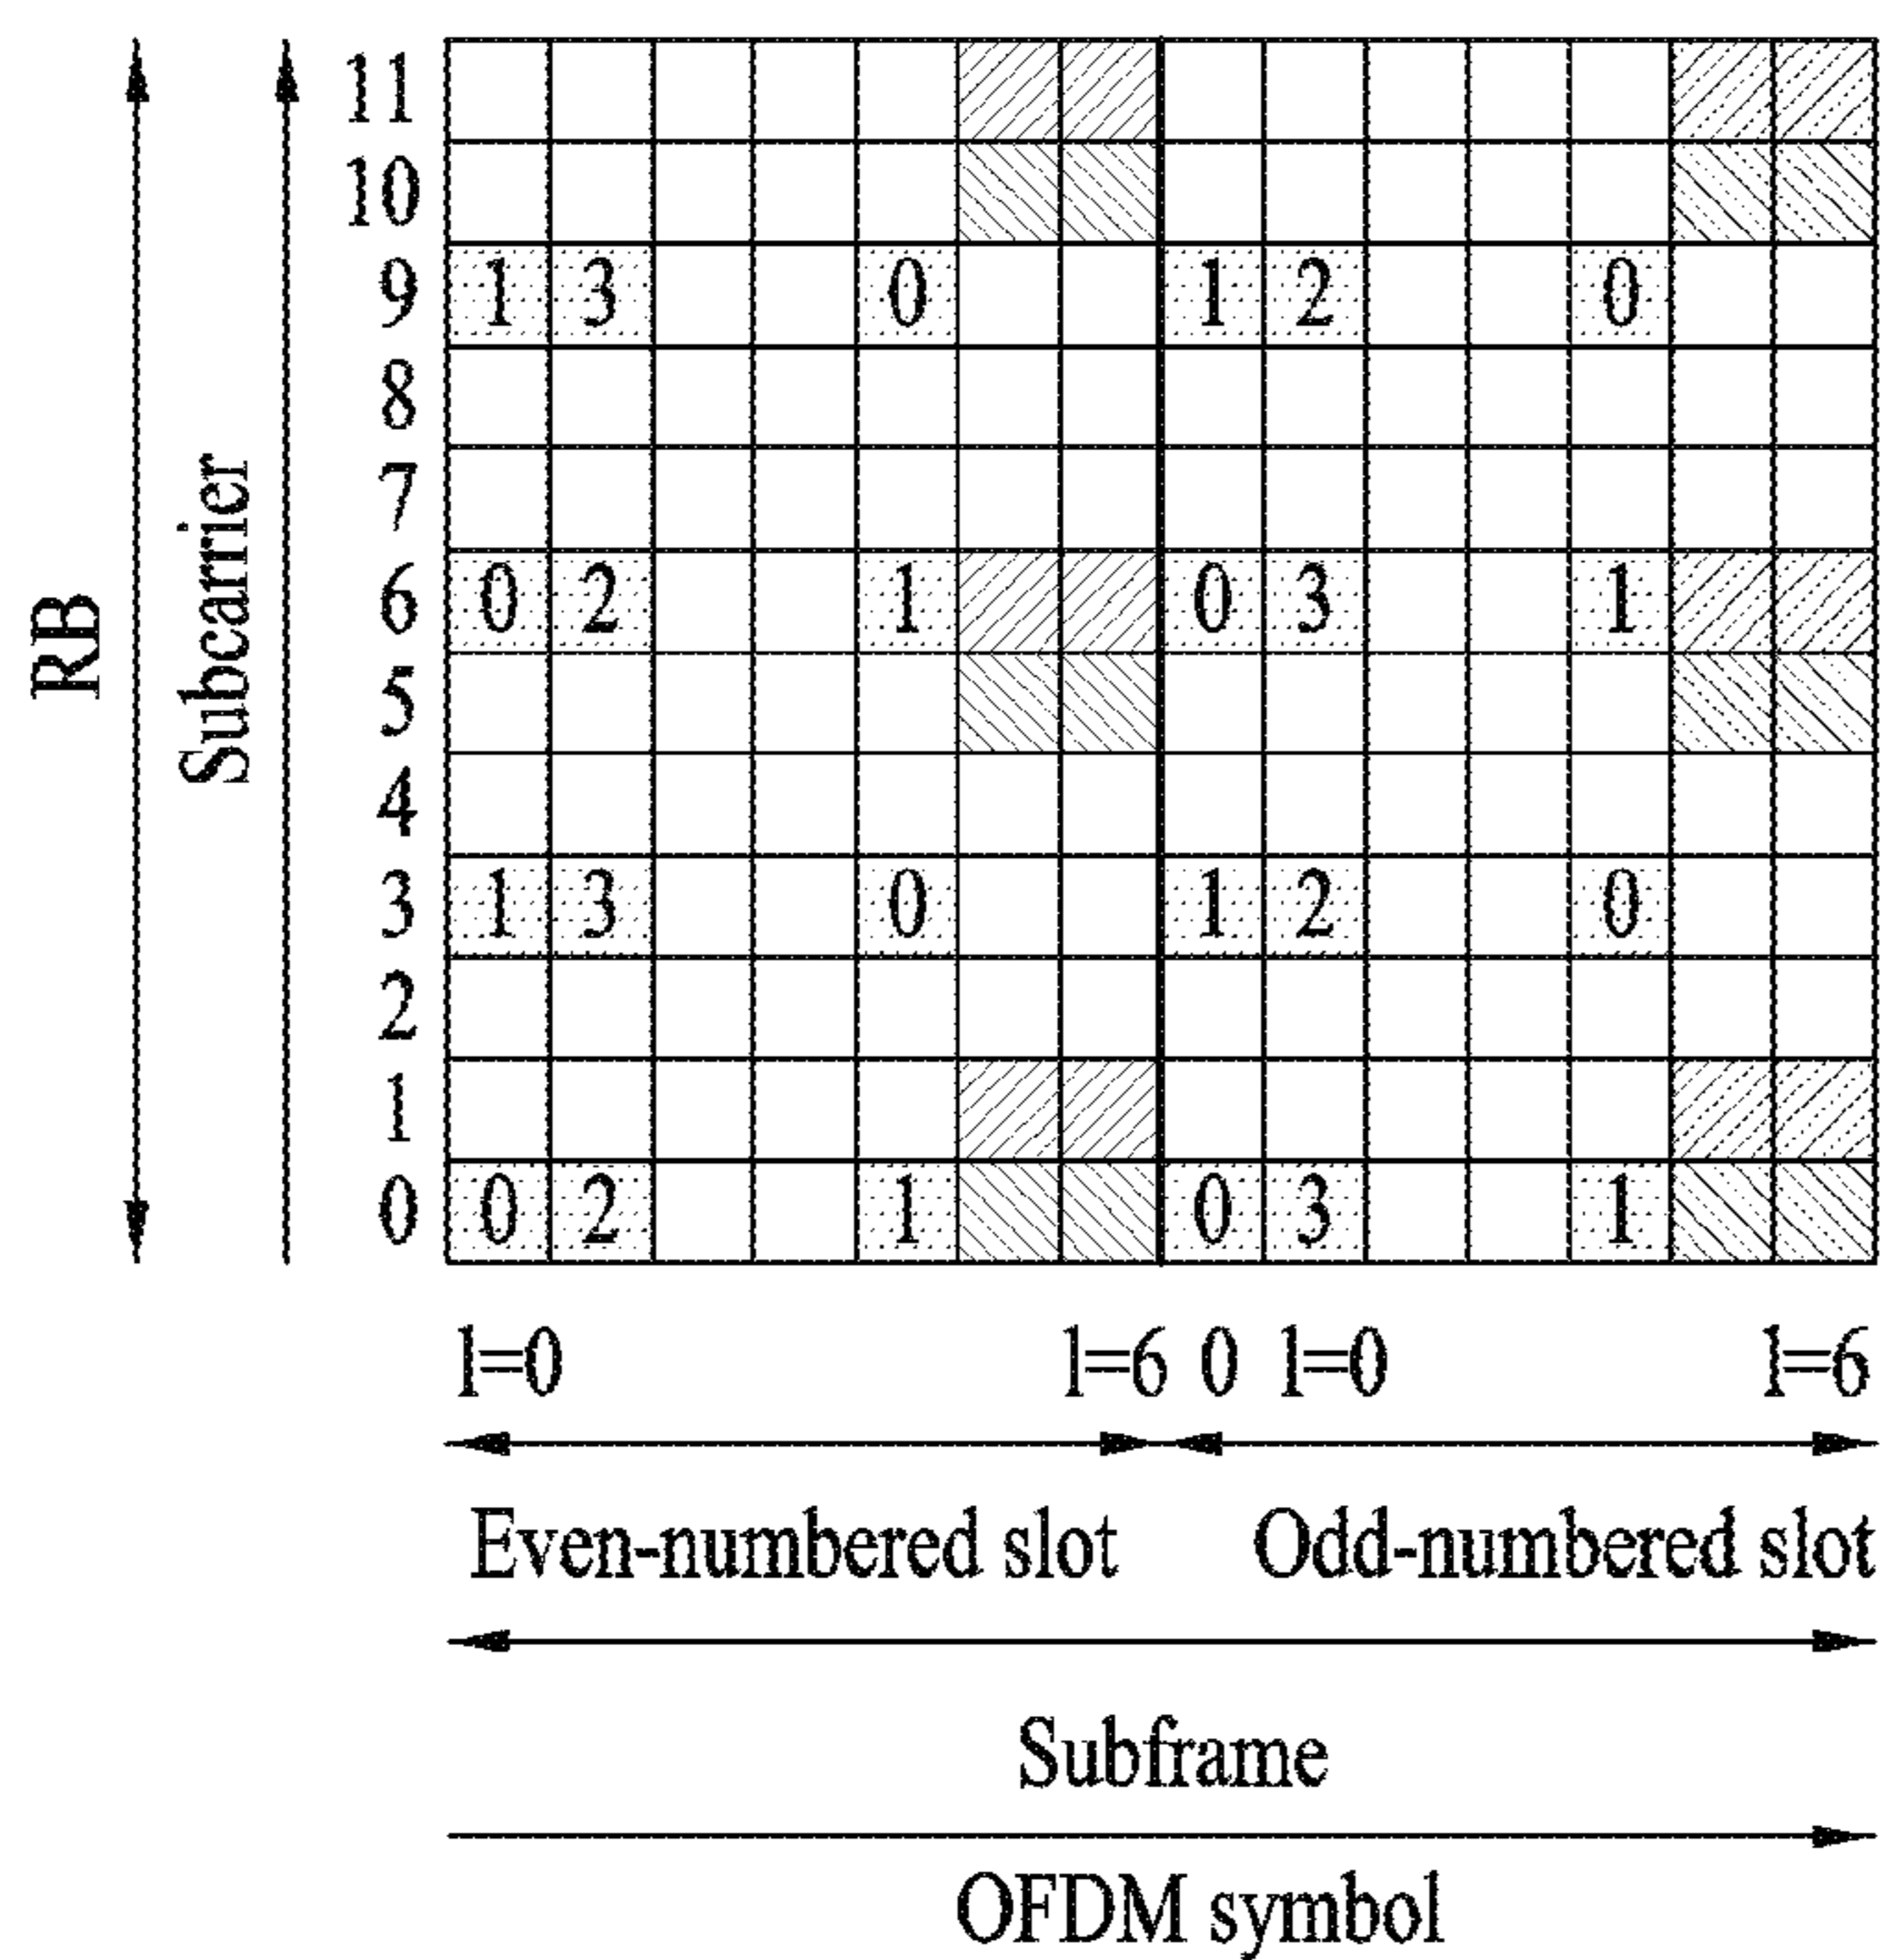 RB
Subcarrier
11
10
9 1 3 0 1 2 0
8
7
6 0 2 1 0 3 1
5
4
3 1 3 0 1 2 0
2
1
0 0 2 1 0 3 1
l=0 l=6 0 l=0 l=6
Even-numbered slot Odd-numbered slot
Subframe
OFDM symbol